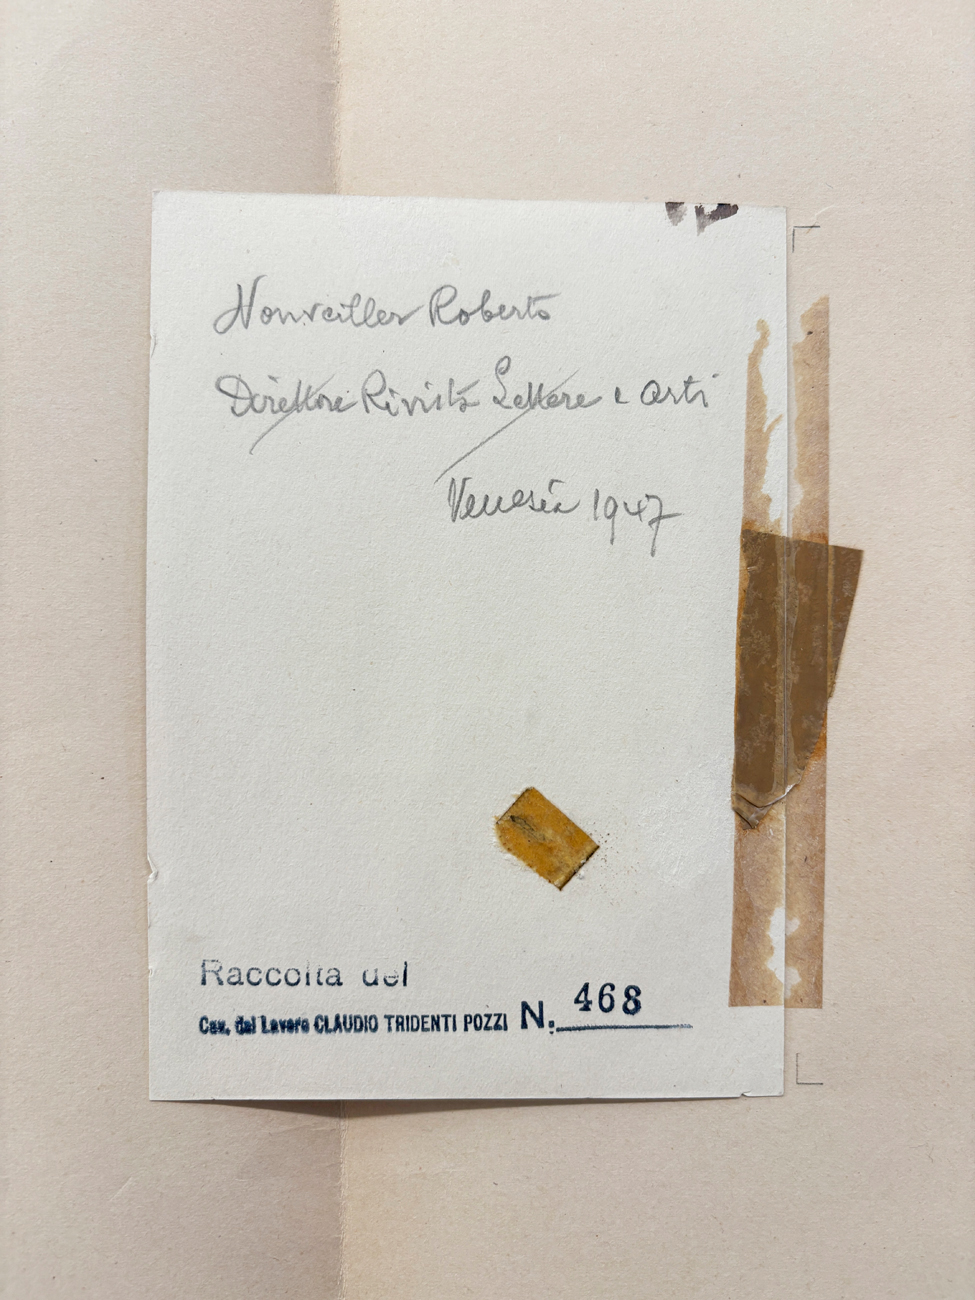 Nonveiller Roberto
Direttore Rivista Lettere e Arti
Venezia 1947
Raccolta del
Cav. del Lavoro CLAUDIO TRIDENTI POZZI N. 468